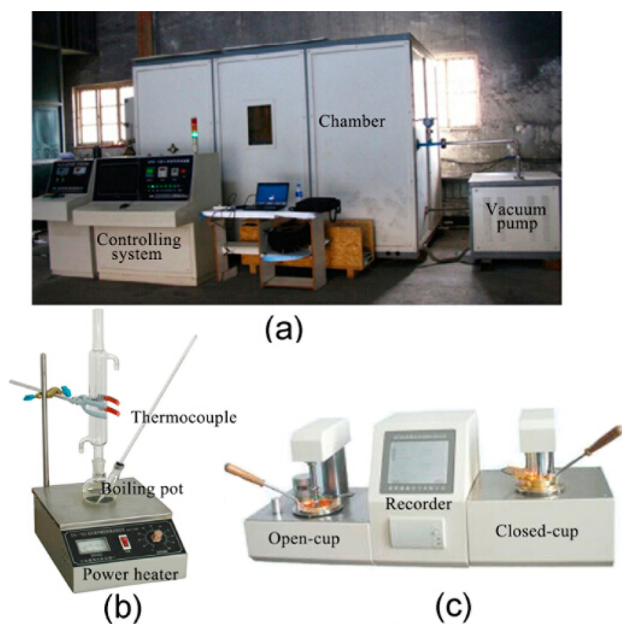 Chamber
Vacuum
pump
Controlling
system
(a)
Thermocouple
Boiling pot
Power heater
(b)
Recorder
Open-cup
Closed-cup
(c)